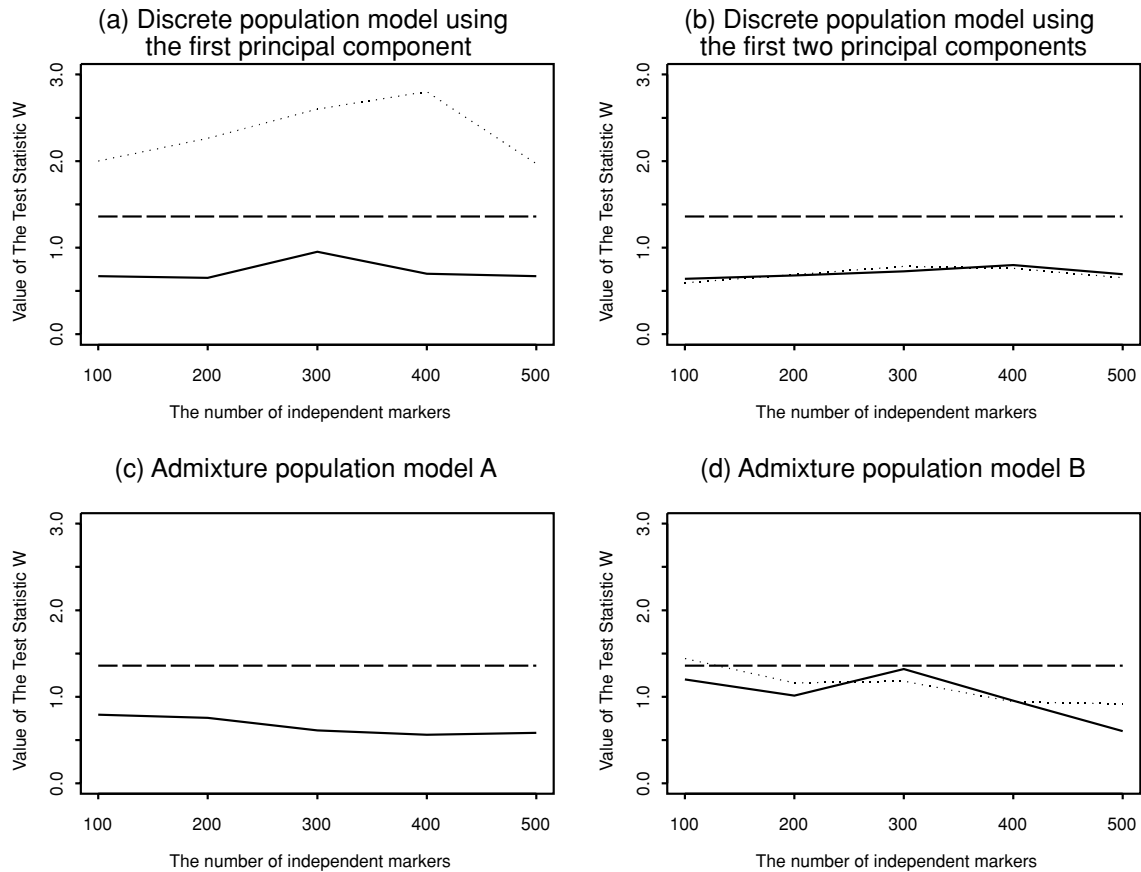 (a) Discrete population model using
the first principal component
Value of The Test Statistic W
3.0
2.0
1.0
0.0
100 200 300 400 500
The number of independent markers
(b) Discrete population model using
the first two principal components
Value of The Test Statistic W
3.0
2.0
1.0
0.0
100 200 300 400 500
The number of independent markers
(c) Admixture population model A
Value of The Test Statistic W
3.0
2.0
1.0
0.0
100 200 300 400 500
The number of independent markers
(d) Admixture population model B
Value of The Test Statistic W
3.0
2.0
1.0
0.0
100 200 300 400 500
The number of independent markers